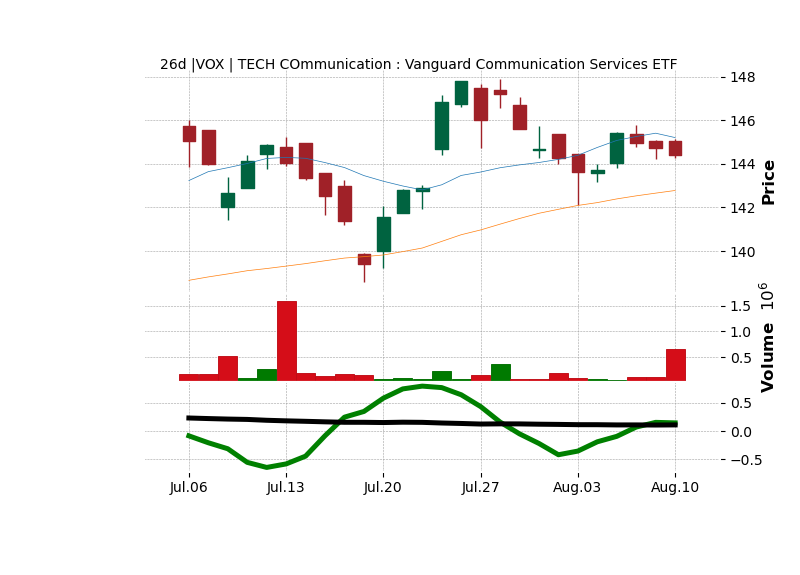 26d |VOX | TECH COmmunication : Vanguard Communication Services ETF
148
146
144
142
140
Price
1.5
1.0
0.5
Volume 10^6
0.5
0.0
−0.5
Jul.06 Jul.13 Jul.20 Jul.27 Aug.03 Aug.10